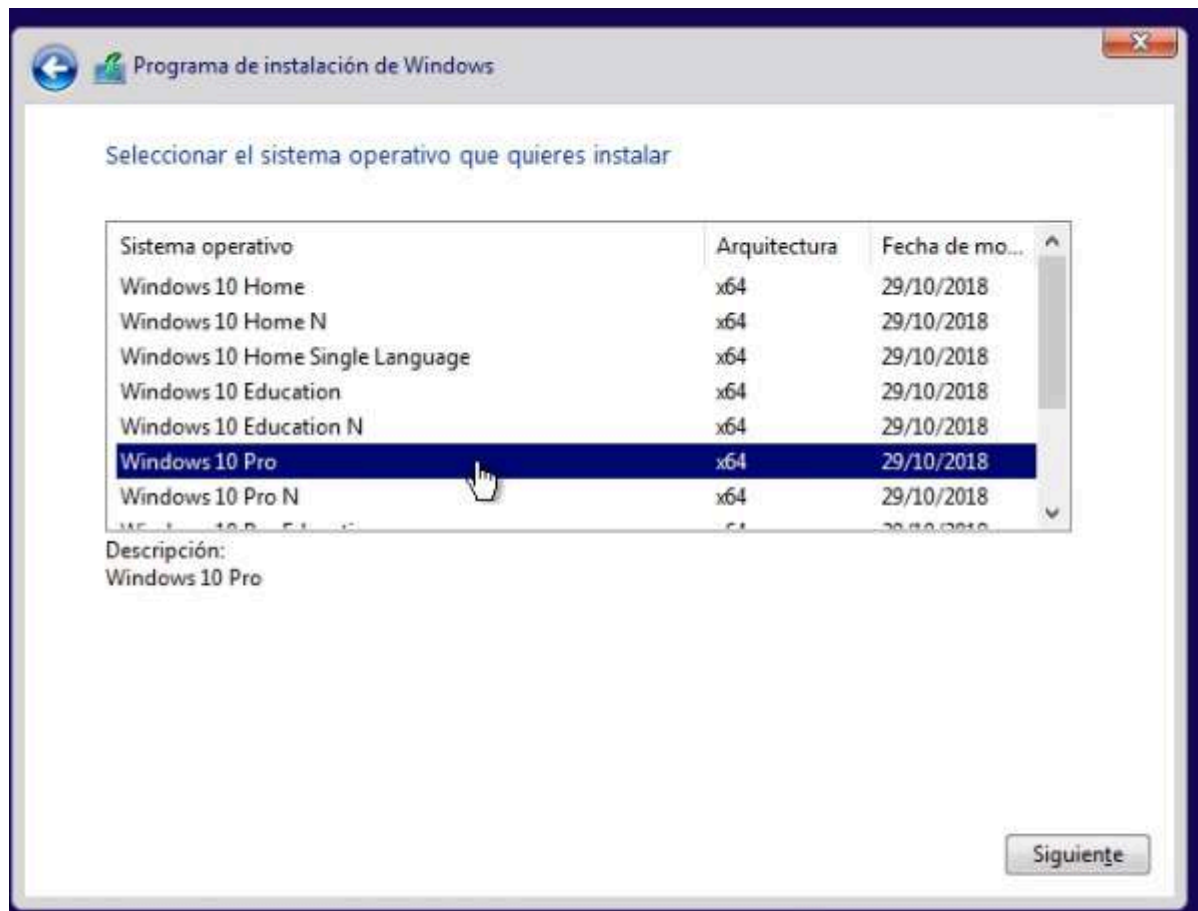 Programa de instalación de Windows
Seleccionar el sistema operativo que quieres instalar
Sistema operativo Arquitectura Fecha de mo...
Windows 10 Home x64 29/10/2018
Windows 10 Home N x64 29/10/2018
Windows 10 Home Single Language x64 29/10/2018
Windows 10 Education x64 29/10/2018
Windows 10 Education N x64 29/10/2018
Windows 10 Pro x64 29/10/2018
Windows 10 Pro N x64 29/10/2018
Descripción:
Windows 10 Pro
Siguiente